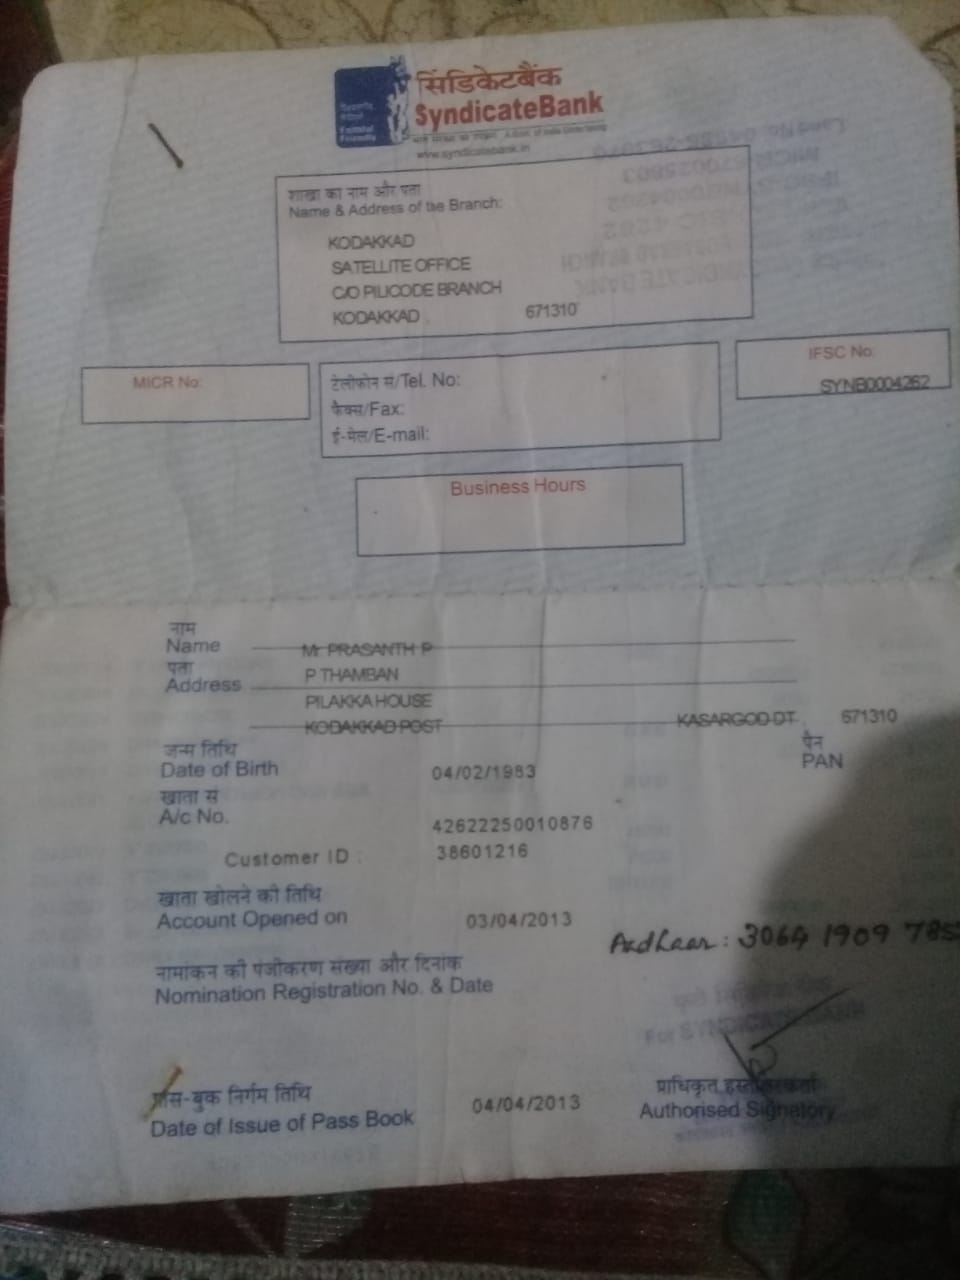 सिंडिकेटबैंक
SyndicateBank
Faithful
Friendly
www.syndicatebank.in
शाखा का नाम और पता
Name & Address of the Branch:
KODAKKAD
SATELLITE OFFICE
C/O PILICODE BRANCH
KODAKKAD , 671310
MICR No:
टेलीफोन सं/Tel. No:
फैक्स/Fax:
ई-मेल/E-mail:
IFSC No:
SYNB0004262
Business Hours
नाम
Name Mr PRASANTH P
पता
Address P THAMBAN
PILAKKA HOUSE
KODAKKAD POST KASARGOD DT , 671310
जन्म तिथि
Date of Birth 04/02/1983
पैन
PAN
खाता सं
A/c No. 42622250010876
Customer ID : 38601216
खाता खोलने की तिथि
Account Opened on 03/04/2013
Aadhaar : 3064 1909 785
नामांकन की पंजीकरण संख्या और दिनांक
Nomination Registration No. & Date
For SYNDICATE BANK
पास-बुक निर्गम तिथि
Date of Issue of Pass Book 04/04/2013
प्राधिकृत हस्ताक्षरकर्ता
Authorised Signatory